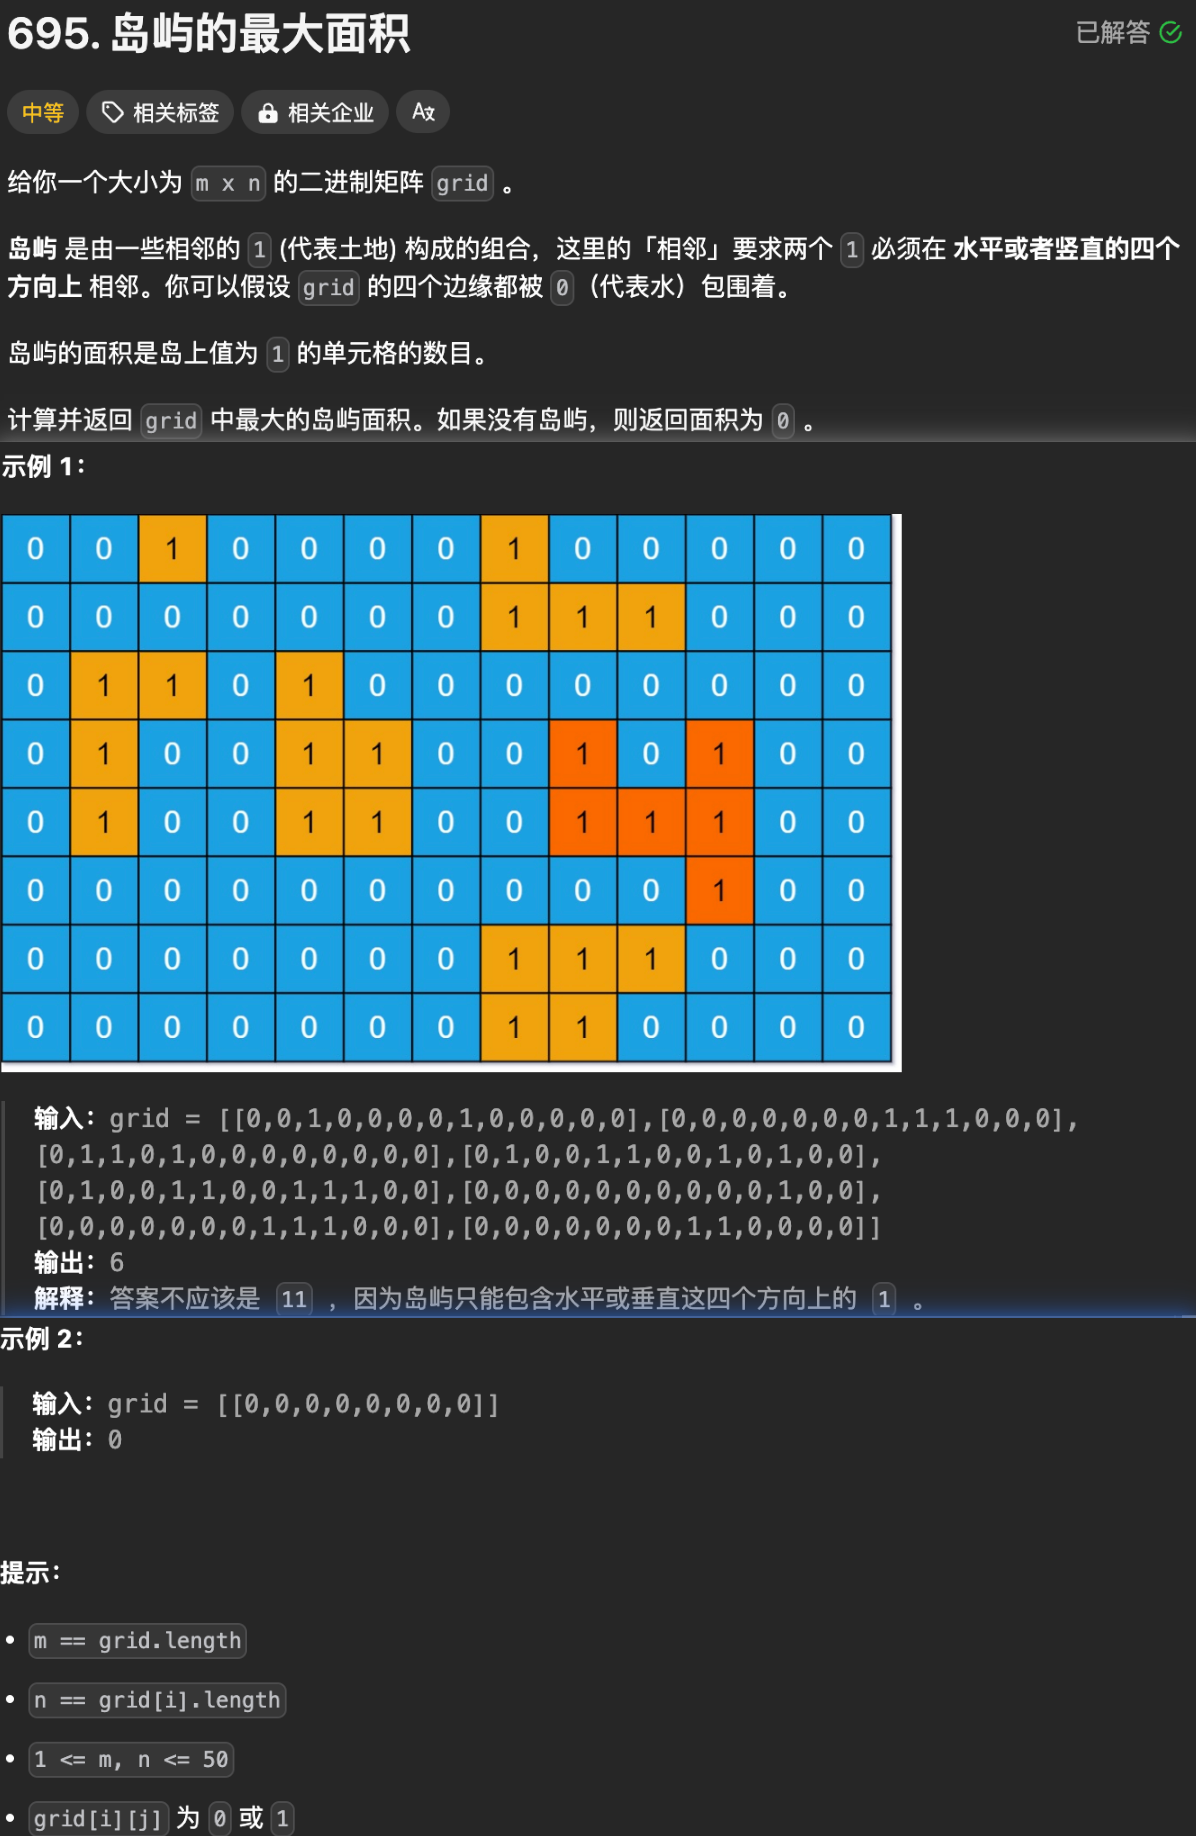 695. 岛屿的最大面积
已解答
中等 相关标签 相关企业
给你一个大小为 m x n 的二进制矩阵 grid 。
岛屿 是由一些相邻的 1 (代表土地) 构成的组合，这里的「相邻」要求两个 1 必须在 水平或者竖直的四个
方向上 相邻。你可以假设 grid 的四个边缘都被 0（代表水）包围着。
岛屿的面积是岛上值为 1 的单元格的数目。
计算并返回 grid 中最大的岛屿面积。如果没有岛屿，则返回面积为 0 。
示例 1：
0 0 1 0 0 0 0 1 0 0 0 0 0
0 0 0 0 0 0 0 1 1 1 0 0 0
0 1 1 0 1 0 0 0 0 0 0 0 0
0 1 0 0 1 1 0 0 1 0 1 0 0
0 1 0 0 1 1 0 0 1 1 1 0 0
0 0 0 0 0 0 0 0 0 0 1 0 0
0 0 0 0 0 0 0 1 1 1 0 0 0
0 0 0 0 0 0 0 1 1 0 0 0 0
输入：grid = [[0,0,1,0,0,0,0,1,0,0,0,0,0],[0,0,0,0,0,0,0,1,1,1,0,0,0],
[0,1,1,0,1,0,0,0,0,0,0,0,0],[0,1,0,0,1,1,0,0,1,0,1,0,0],
[0,1,0,0,1,1,0,0,1,1,1,0,0],[0,0,0,0,0,0,0,0,0,0,1,0,0],
[0,0,0,0,0,0,0,1,1,1,0,0,0],[0,0,0,0,0,0,0,1,1,0,0,0,0]]
输出：6
解释：答案不应该是 11 ，因为岛屿只能包含水平或垂直这四个方向上的 1 。
示例 2：
输入：grid = [[0,0,0,0,0,0,0,0]]
输出：0
提示：
• m == grid.length
• n == grid[i].length
• 1 <= m, n <= 50
• grid[i][j] 为 0 或 1